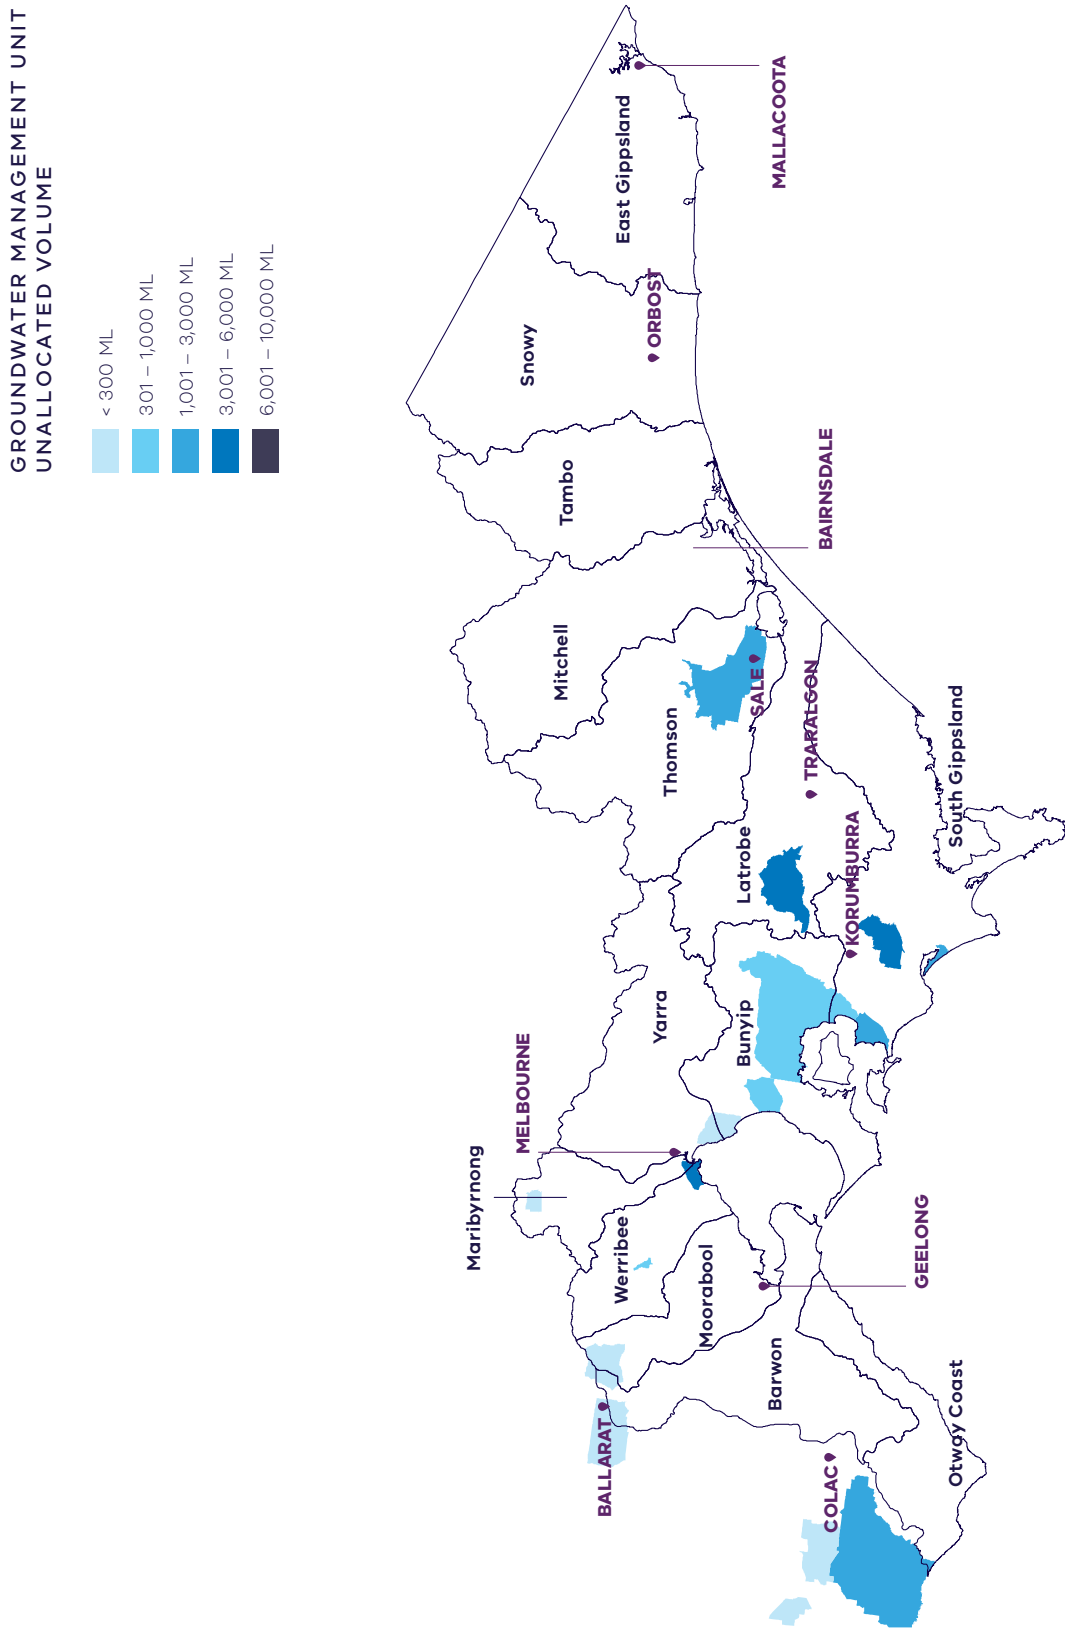 GROUNDWATER MANAGEMENT UNIT
UNALLOCATED VOLUME
< 300 ML
301 – 1,000 ML
1,001 – 3,000 ML
3,001 – 6,000 ML
6,001 – 10,000 ML
Maribyrnong
MELBOURNE
Mitchell
Tambo
Snowy
East Gippsland
BALLARAT
Werribee
Yarra
Thomson
ORBOST
Moorabool
Bunyip
Latrobe
SALE
MALLACOOTA
Barwon
TRARALGON
BAIRNSDALE
COLAC
KORUMBURRA
GEELONG
Otway Coast
South Gippsland